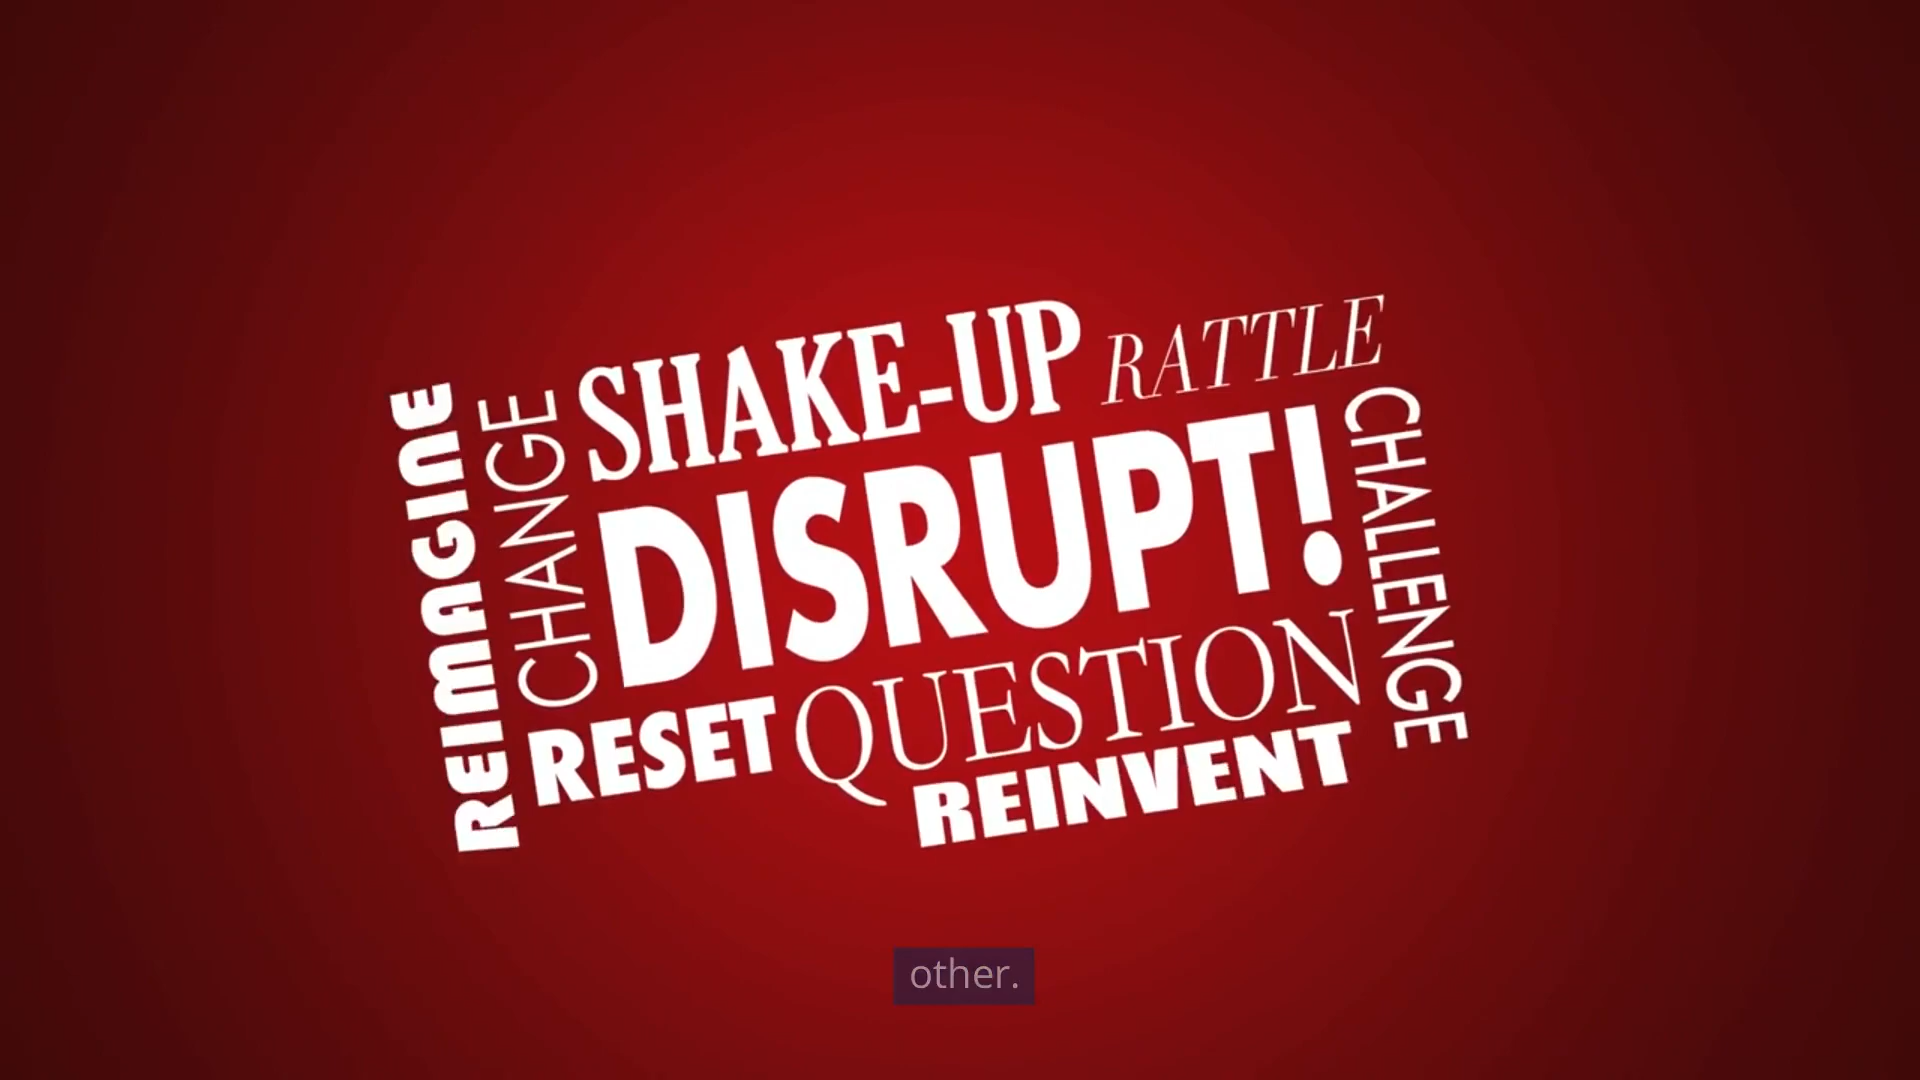 REIMAGINE
CHANGE
SHAKE-UP
RATTLE
DISRUPT!
CHALLENGE
RESET
QUESTION
REINVENT
other.